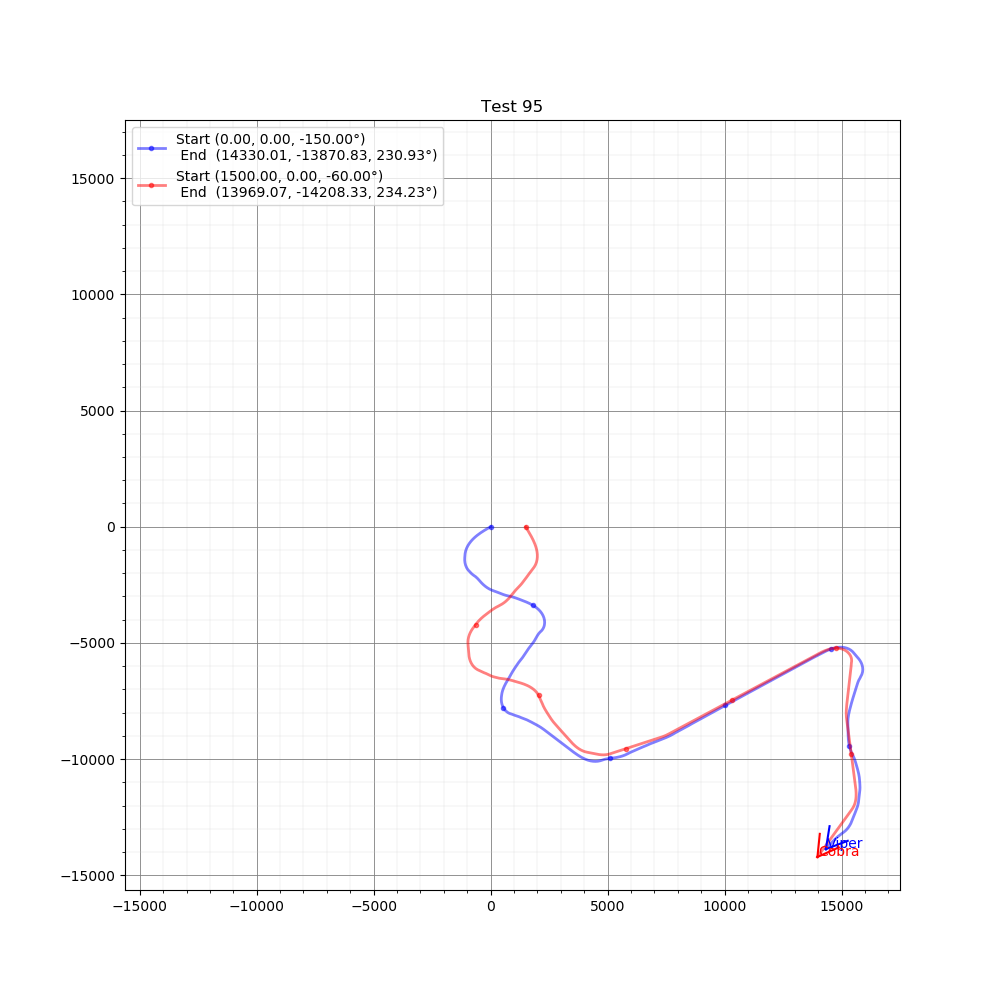 Test 95
Start (0.00, 0.00, -150.00°)
End  (14330.01, -13870.83, 230.93°)
Start (1500.00, 0.00, -60.00°)
End  (13969.07, -14208.33, 234.23°)
15000
10000
5000
0
−5000
−10000
−15000
Viper
Cobra
−15000 −10000 −5000 0 5000 10000 15000